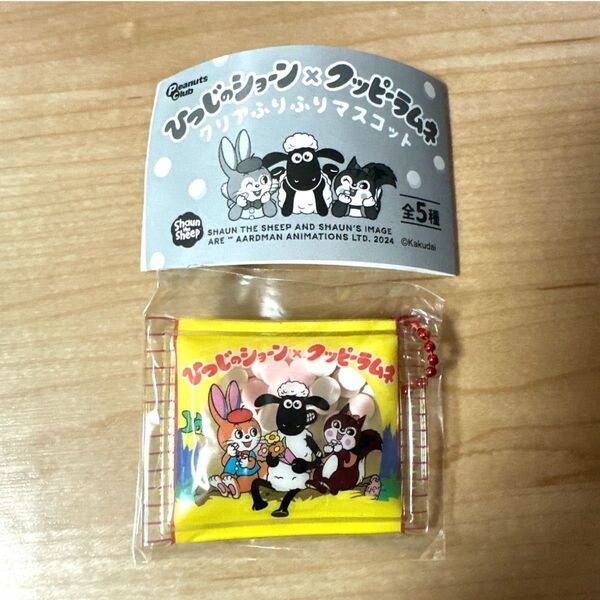 Peanuts Club
ひつじのショーン×クッピーラムネ
クリアふりふりマスコット
全5種
Shaun the Sheep
SHAUN THE SHEEP AND SHAUN'S IMAGE
ARE ™ AARDMAN ANIMATIONS LTD. 2024
©Kakudai
ひつじのショーン×クッピーラムネ